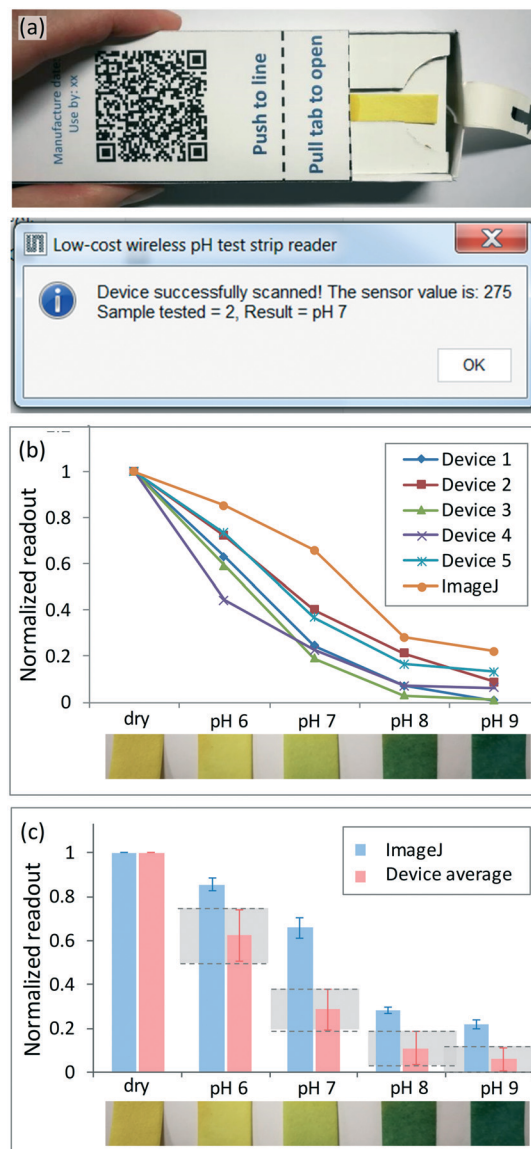 (a)
Manufacture date:
Use by: xx
Push to line
Pull tab to open
Low-cost wireless pH test strip reader
Device successfully scanned! The sensor value is: 275
Sample tested = 2, Result = pH 7
OK
(b)
Normalized readout
1
0.8
0.6
0.4
0.2
0
Device 1
Device 2
Device 3
Device 4
Device 5
ImageJ
dry pH 6 pH 7 pH 8 pH 9
(c)
Normalized readout
1
0.8
0.6
0.4
0.2
0
ImageJ
Device average
dry pH 6 pH 7 pH 8 pH 9